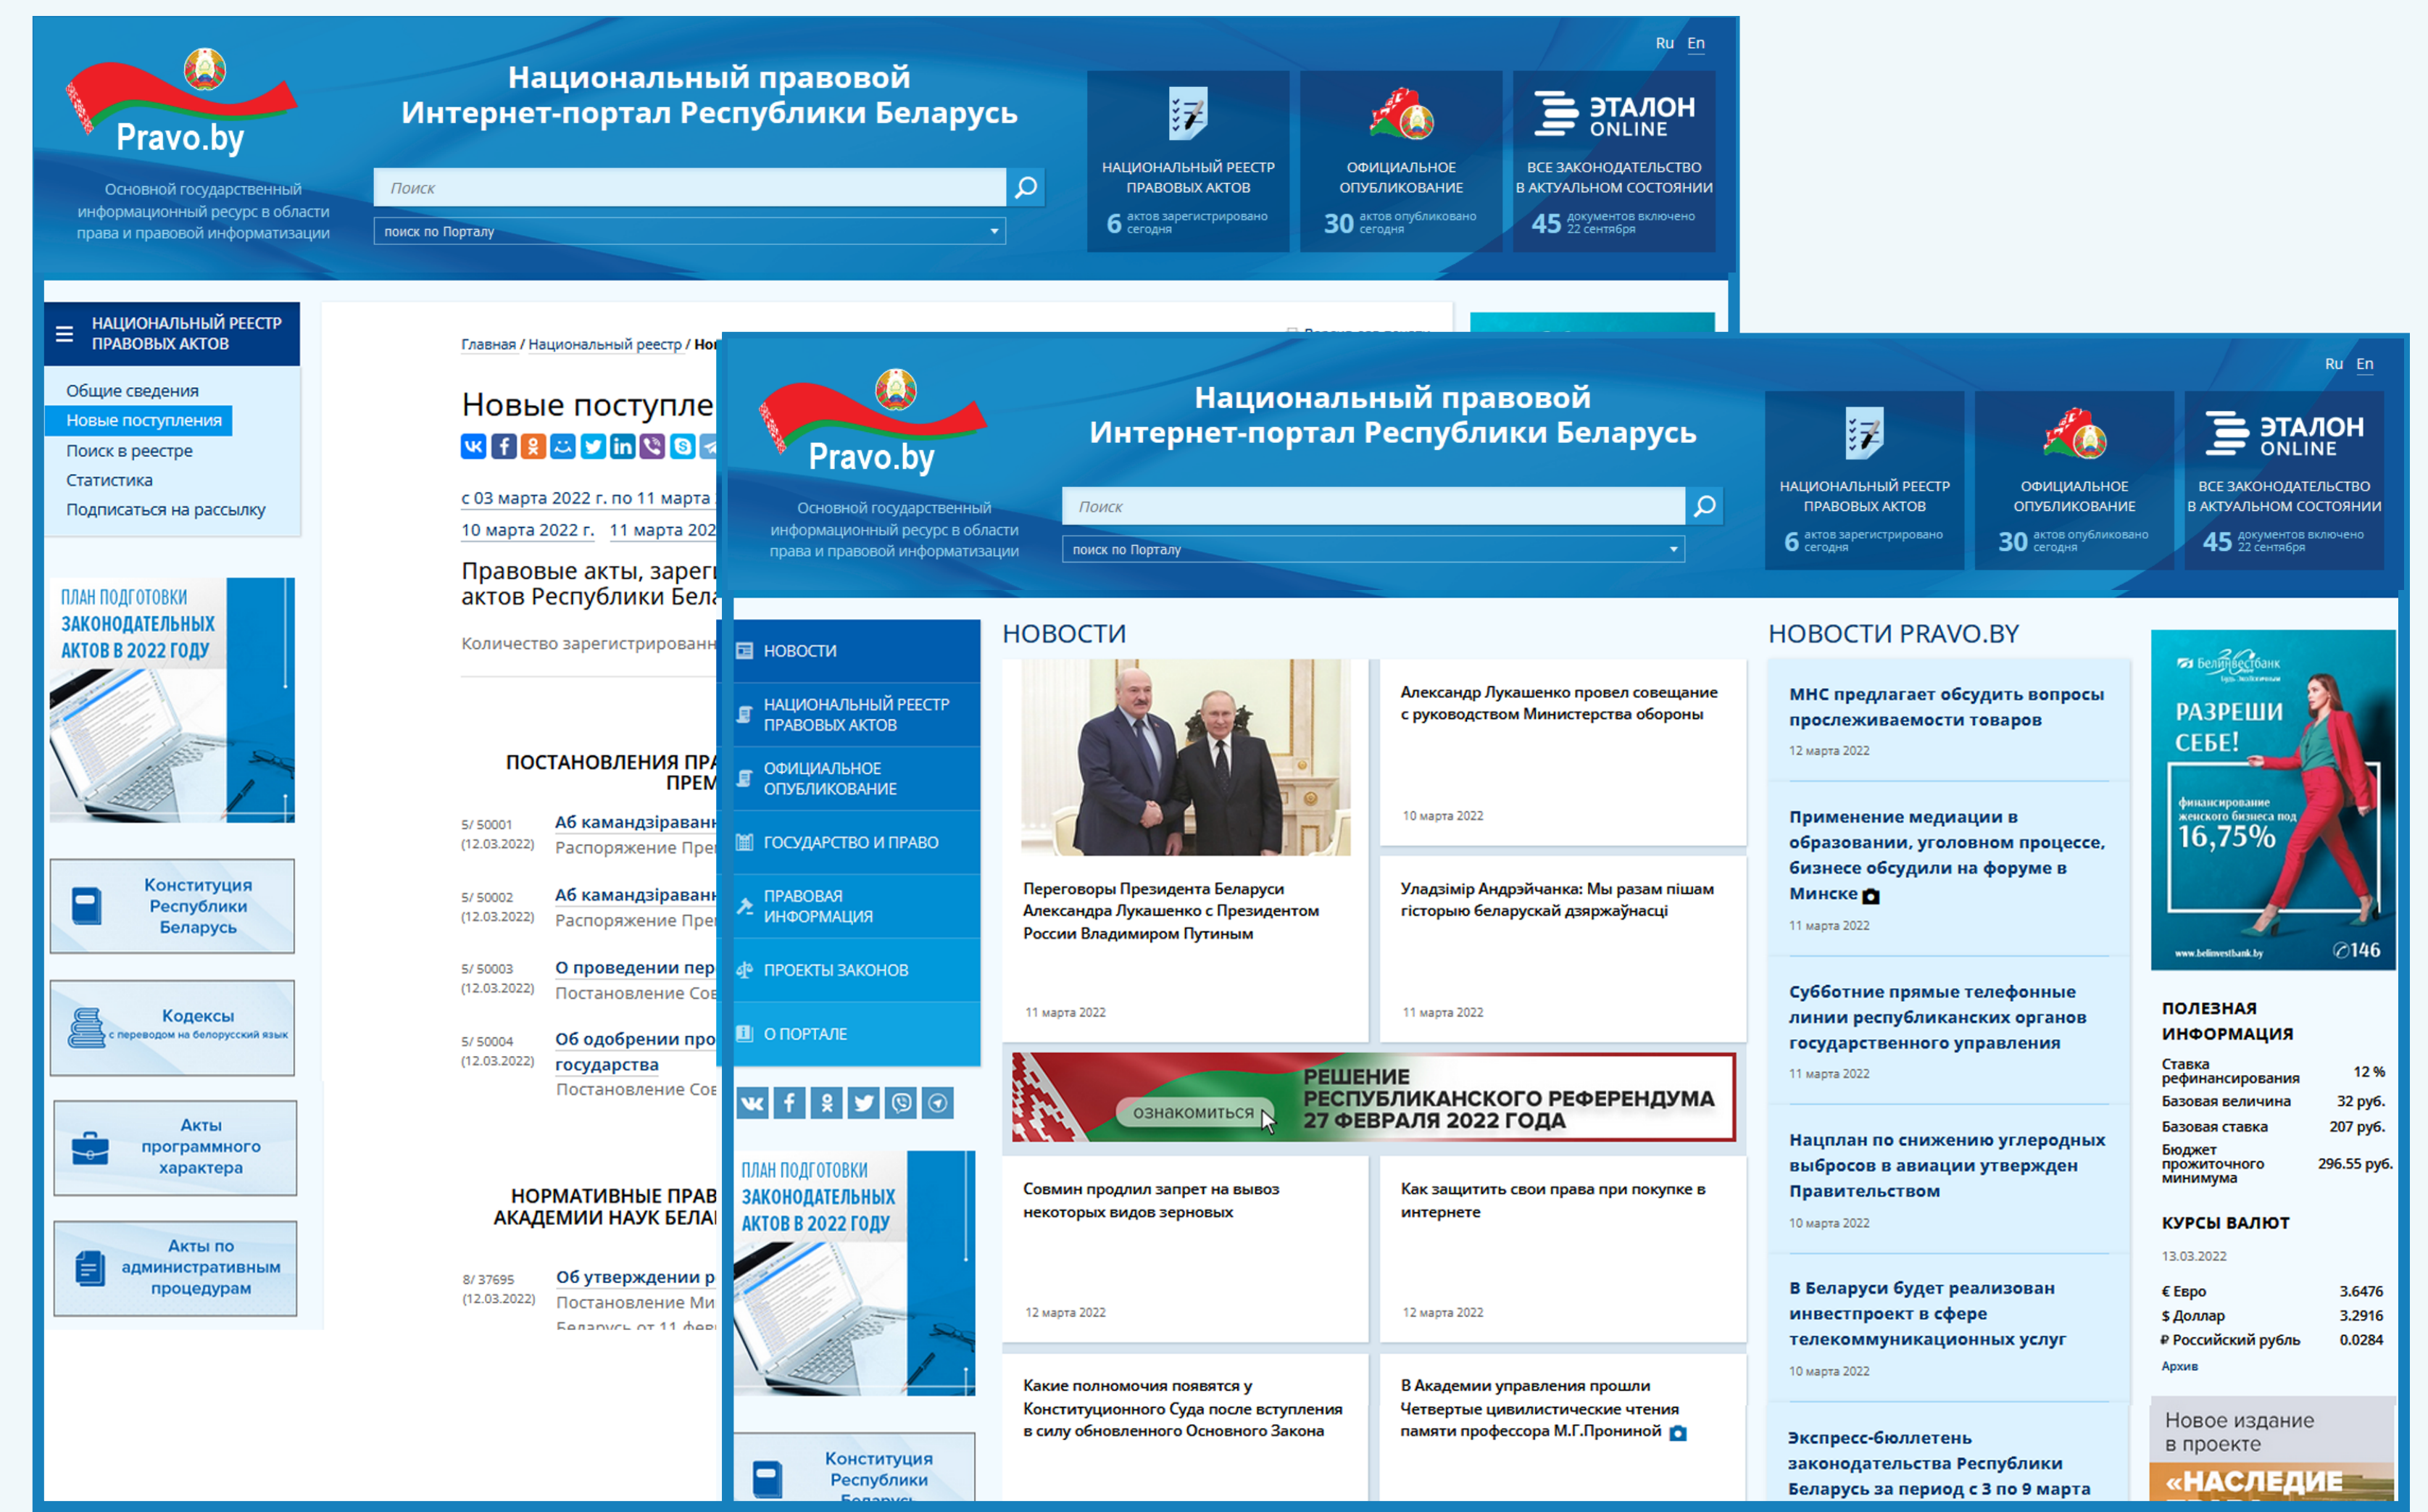 Ru En
Национальный правовой
Интернет-портал Республики Беларусь
Pravo.by
Основной государственный
информационный ресурс в области
права и правовой информатизации
Поиск
поиск по Порталу
НАЦИОНАЛЬНЫЙ РЕЕСТР
ПРАВОВЫХ АКТОВ
6 актов зарегистрировано
сегодня
ОФИЦИАЛЬНОЕ
ОПУБЛИКОВАНИЕ
30 актов опубликовано
сегодня
ЭТАЛОН
ONLINE
ВСЕ ЗАКОНОДАТЕЛЬСТВО
В АКТУАЛЬНОМ СОСТОЯНИИ
45 документов включено
22 сентября
НАЦИОНАЛЬНЫЙ РЕЕСТР
ПРАВОВЫХ АКТОВ
Общие сведения
Новые поступления
Поиск в реестре
Статистика
Подписаться на рассылку
ПЛАН ПОДГОТОВКИ
ЗАКОНОДАТЕЛЬНЫХ
АКТОВ В 2022 ГОДУ
Конституция
Республики
Беларусь
Кодексы
с переводом на белорусский язык
Акты
программного
характера
Акты по
административным
процедурам
Главная / Национальный реестр /
Новые
с 03 марта 2022 г. по 11 марта
10 марта 2022 г. 11 марта
Правовые акты,
актов Республики
Количество
ПОСТАНОВЛЕНИЯ
5/ 50001
(12.03.2022)
Аб
Распоряжение
5/ 50002
(12.03.2022)
Аб
Распоряжение
5/ 50003
(12.03.2022)
О проведении
Постановление
5/ 50004
(12.03.2022)
Об одобрении
государства
Постановление
НОРМАТИВНЫЕ
АКАДЕМИИ НАУК
8/ 37695
(12.03.2022)
Об утверждении
Постановление
Беларусь от 11
Ru En
Национальный правовой
Интернет-портал Республики Беларусь
Pravo.by
Основной государственный
информационный ресурс в области
права и правовой информатизации
Поиск
поиск по Порталу
НАЦИОНАЛЬНЫЙ РЕЕСТР
ПРАВОВЫХ АКТОВ
6 актов зарегистрировано
сегодня
ОФИЦИАЛЬНОЕ
ОПУБЛИКОВАНИЕ
30 актов опубликовано
сегодня
ЭТАЛОН
ONLINE
ВСЕ ЗАКОНОДАТЕЛЬСТВО
В АКТУАЛЬНОМ СОСТОЯНИИ
45 документов включено
22 сентября
НОВОСТИ
НАЦИОНАЛЬНЫЙ РЕЕСТР
ПРАВОВЫХ АКТОВ
ОФИЦИАЛЬНОЕ
ОПУБЛИКОВАНИЕ
ГОСУДАРСТВО И ПРАВО
ПРАВОВАЯ
ИНФОРМАЦИЯ
ПРОЕКТЫ ЗАКОНОВ
О ПОРТАЛЕ
ПЛАН ПОДГОТОВКИ
ЗАКОНОДАТЕЛЬНЫХ
АКТОВ В 2022 ГОДУ
Конституция
Республики
Беларусь
НОВОСТИ
Переговоры Президента Беларуси
Александра Лукашенко с Президентом
России Владимиром Путиным
11 марта 2022
Александр Лукашенко провел совещание
с руководством Министерства обороны
10 марта 2022
Уладзімір Андрэйчанка: Мы разам пішам
гісторыю беларускай дзяржаўнасці
11 марта 2022
РЕШЕНИЕ
РЕСПУБЛИКАНСКОГО РЕФЕРЕНДУМА
27 ФЕВРАЛЯ 2022 ГОДА
ознакомиться
Совмин продлил запрет на вывоз
некоторых видов зерновых
12 марта 2022
Как защитить свои права при покупке в
интернете
12 марта 2022
Какие полномочия появятся у
Конституционного Суда после вступления
в силу обновленного Основного Закона
В Академии управления прошли
Четвертые цивилистические чтения
памяти профессора М.Г.Прониной
НОВОСТИ PRAVO.BY
МНС предлагает обсудить вопросы
прослеживаемости товаров
12 марта 2022
Применение медиации в
образовании, уголовном процессе,
бизнесе обсудили на форуме в
Минске
11 марта 2022
Субботние прямые телефонные
линии республиканских органов
государственного управления
11 марта 2022
Нацплан по снижению углеродных
выбросов в авиации утвержден
Правительством
10 марта 2022
В Беларуси будет реализован
инвестпроект в сфере
телекоммуникационных услуг
10 марта 2022
Экспресс-бюллетень
законодательства Республики
Беларусь за период с 3 по 9 марта
Белинвестбанк
РАЗРЕШИ
СЕБЕ!
финансирование
женского бизнеса под
16,75%
www.belinvestbank.by
146
ПОЛЕЗНАЯ
ИНФОРМАЦИЯ
Ставка
рефинансирования 12 %
Базовая величина 32 руб.
Базовая ставка 207 руб.
Бюджет
прожиточного
минимума 296.55 руб.
КУРСЫ ВАЛЮТ
13.03.2022
€ Евро 3.6476
$ Доллар 3.2916
₽ Российский рубль 0.0284
Архив
Новое издание
в проекте
«НАСЛЕДИЕ